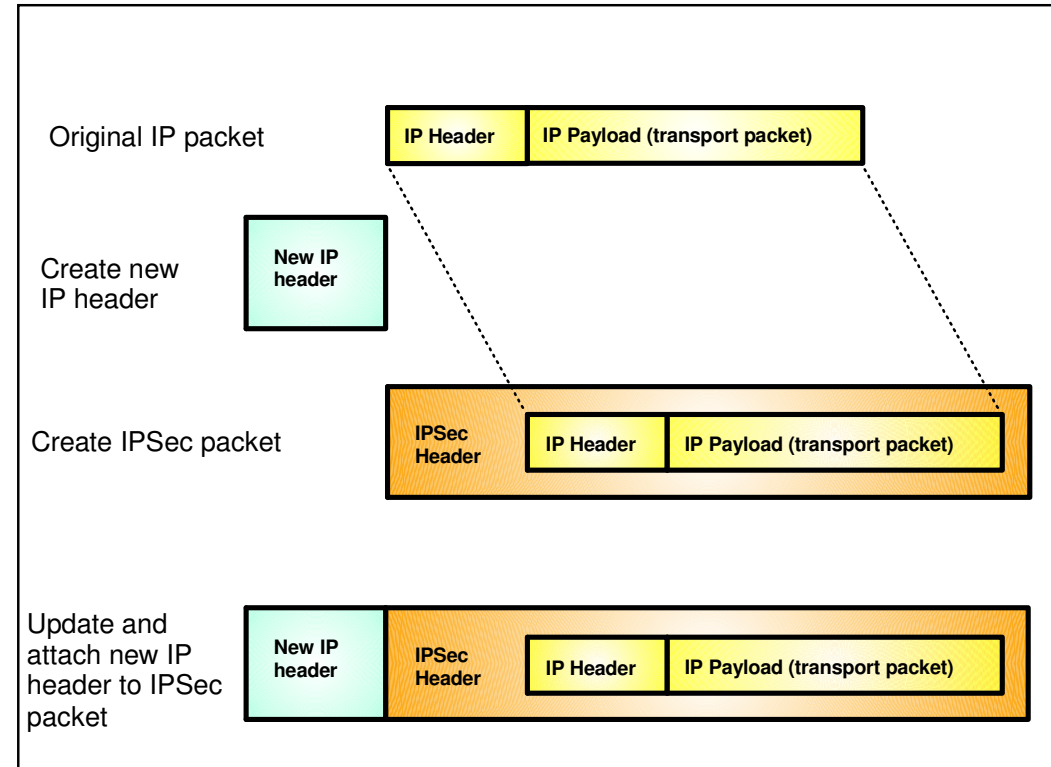 Original IP packet
IP Header
IP Payload (transport packet)
Create new
IP header
New IP
header
Create IPSec packet
IPSec
Header
IP Header
IP Payload (transport packet)
Update and
attach new IP
header to IPSec
packet
New IP
header
IPSec
Header
IP Header
IP Payload (transport packet)